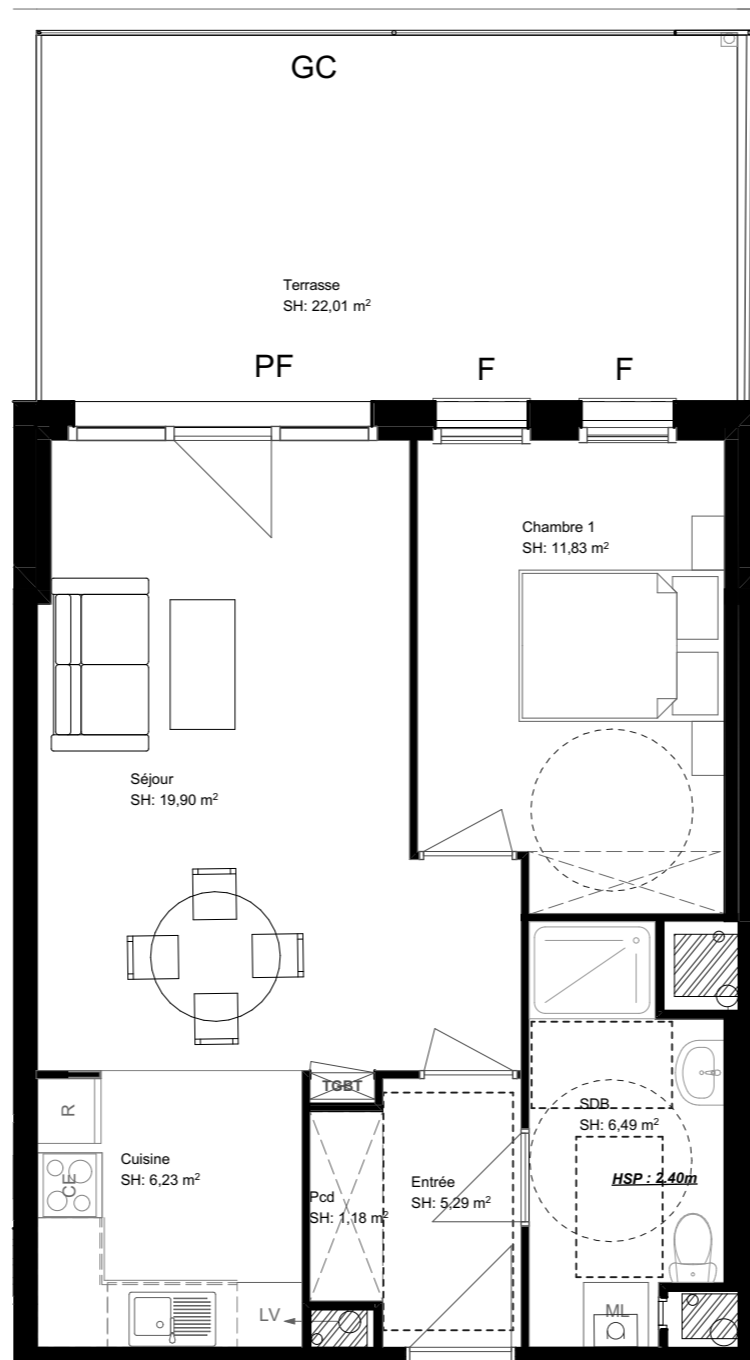 GC
Terrasse
SH: 22,01 m²
PF
F
F
Chambre 1
SH: 11,83 m²
Séjour
SH: 19,90 m²
TGBT
R
SDB
SH: 6,49 m²
CE
Cuisine
SH: 6,23 m²
Pcd
SH: 1,18 m²
Entrée
SH: 5,29 m²
HSP : 2,40m
LV
ML